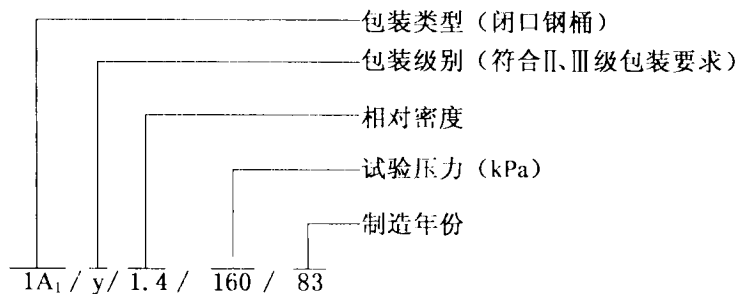 包装类型（闭口钢桶）
包装级别（符合Ⅱ、Ⅲ级包装要求）
相对密度
试验压力（kPa）
制造年份
1A₁ / y / 1.4 / 160 / 83